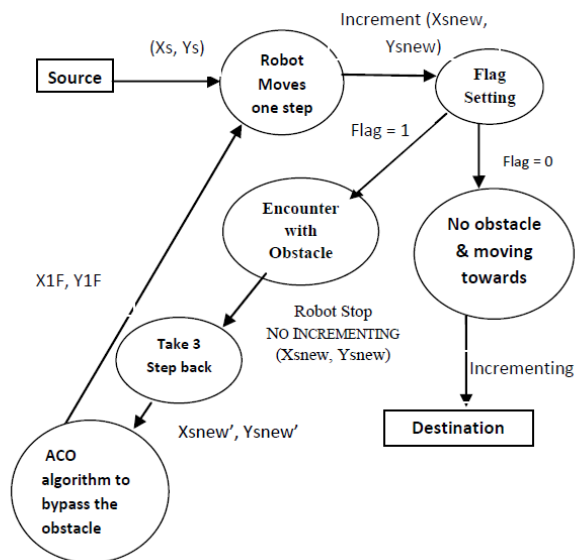 Increment (Xsnew,
Ysnew)
(Xs, Ys)
Source
Robot
Moves
one step
Flag
Setting
Flag = 1
Flag = 0
Encounter
with
Obstacle
No obstacle
& moving
towards
X1F, Y1F
Robot Stop
NO INCREMENTING
(Xsnew, Ysnew)
Take 3
Step back
Incrementing
Xsnew’, Ysnew’
Destination
ACO
algorithm to
bypass the
obstacle